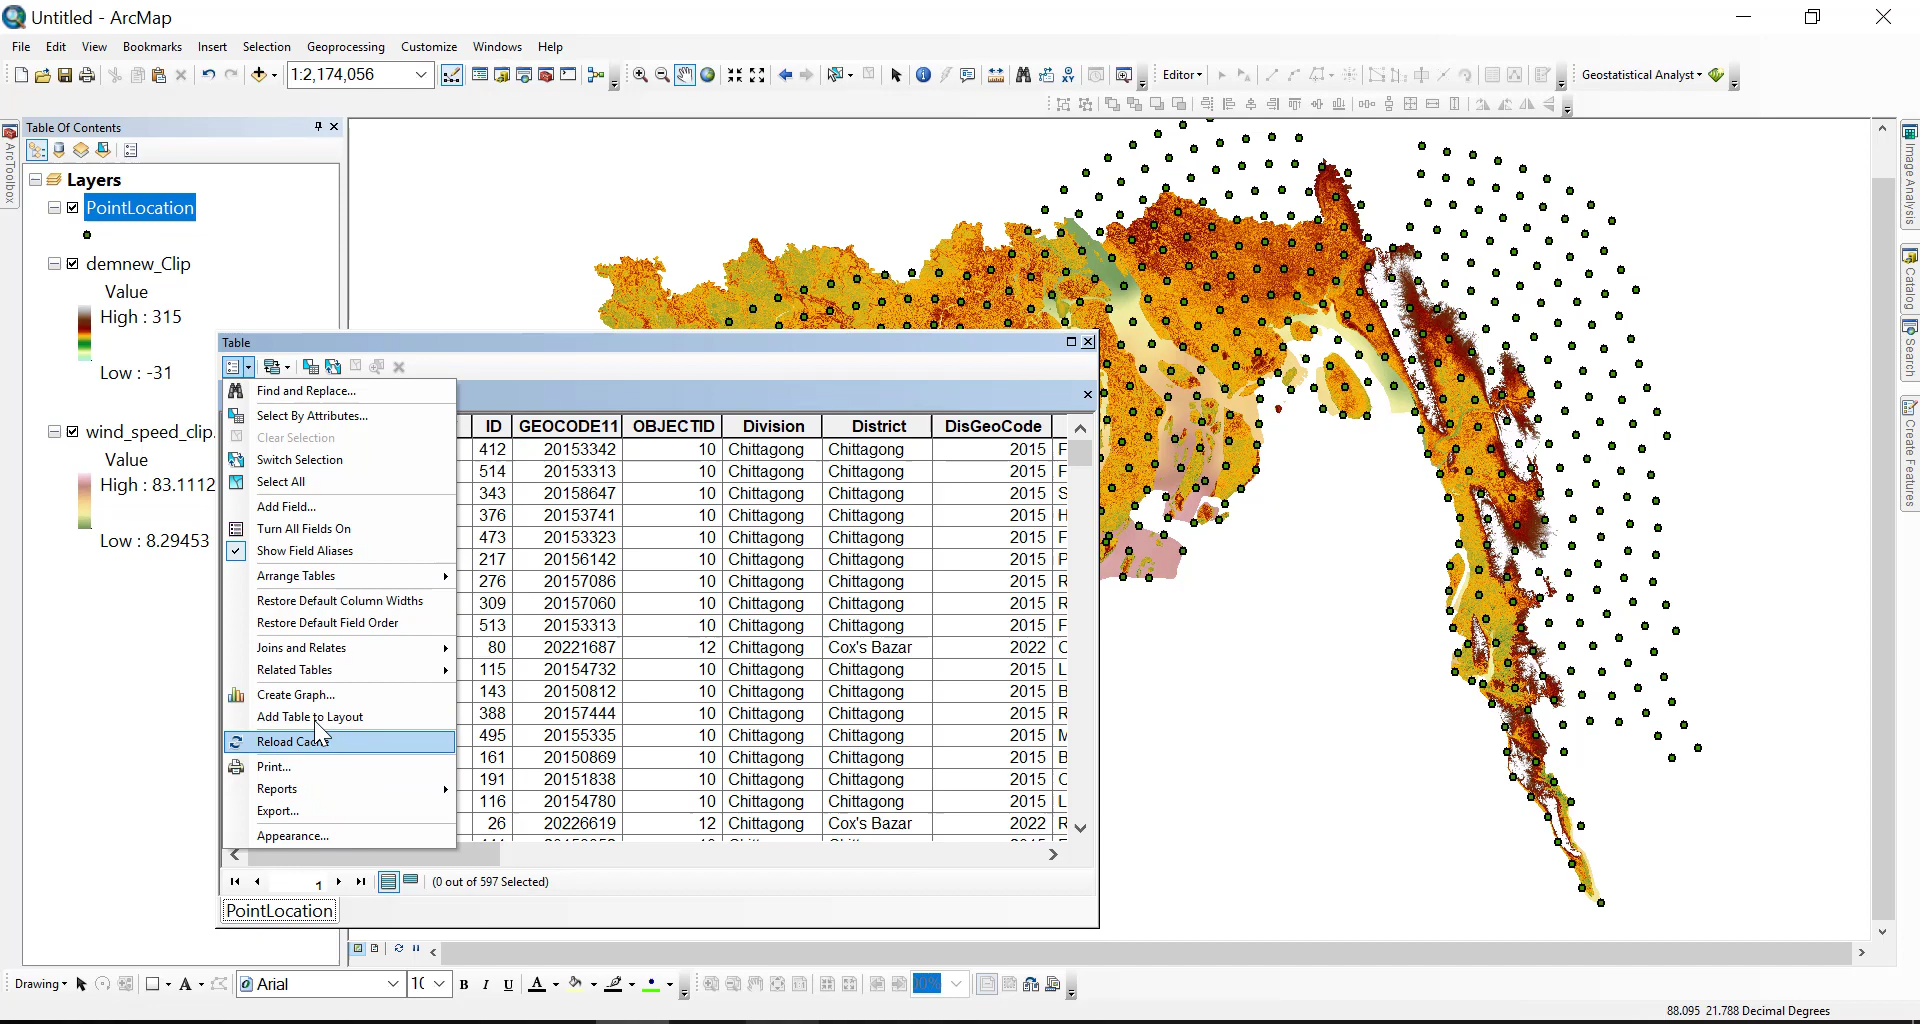 Untitled - ArcMap
File Edit View Bookmarks Insert Selection Geoprocessing Customize Windows Help
1:2,174,056
Editor
Geostatistical Analyst
Table Of Contents
ArcToolbox
Layers
PointLocation
demnew_Clip
Value
High : 315
Low : -31
wind_speed_clip.
Value
High : 83.1112
Low : 8.29453
Table
Find and Replace...
Select By Attributes...
Clear Selection
Switch Selection
Select All
Add Field...
Turn All Fields On
Show Field Aliases
Arrange Tables
Restore Default Column Widths
Restore Default Field Order
Joins and Relates
Related Tables
Create Graph...
Add Table to Layout
Reload Cache
Print...
Reports
Export...
Appearance...
ID GEOCODE11 OBJECTID Division District DisGeoCode
412 20153342 10 Chittagong Chittagong 2015 F
514 20153313 10 Chittagong Chittagong 2015 F
343 20158647 10 Chittagong Chittagong 2015 S
376 20153741 10 Chittagong Chittagong 2015 H
473 20153323 10 Chittagong Chittagong 2015 F
217 20156142 10 Chittagong Chittagong 2015 P
276 20157086 10 Chittagong Chittagong 2015 R
309 20157060 10 Chittagong Chittagong 2015 R
513 20153313 10 Chittagong Chittagong 2015 F
80 20221687 12 Chittagong Cox's Bazar 2022 C
115 20154732 10 Chittagong Chittagong 2015 L
143 20150812 10 Chittagong Chittagong 2015 B
388 20157444 10 Chittagong Chittagong 2015 R
495 20155335 10 Chittagong Chittagong 2015 M
161 20150869 10 Chittagong Chittagong 2015 B
191 20151838 10 Chittagong Chittagong 2015 C
116 20154780 10 Chittagong Chittagong 2015 L
26 20226619 12 Chittagong Cox's Bazar 2022 R
1
(0 out of 597 Selected)
PointLocation
Image Analysis
Catalog
Search
Create Features
Drawing
A
Arial
10
B I U A
88.095 21.788 Decimal Degrees